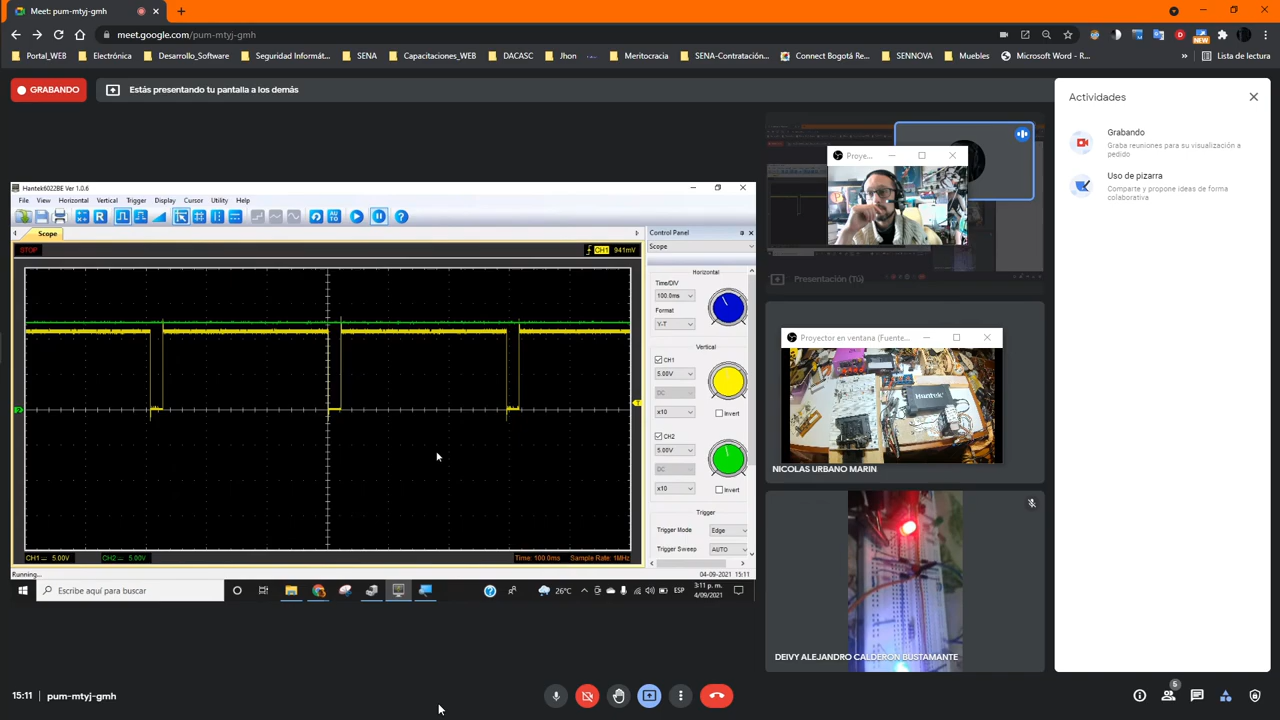 Meet: pum-mtyj-gmh
meet.google.com/pum-mtyj-gmh
Portal_WEB
Electrónica
Desarrollo_Software
Seguridad Informát...
SENA
Capacitaciones_WEB
UCCASC
Jhon
Meritocracia
SENA-Contratación...
Connect Bogotá Re...
SENNOVA
Muebles
Microsoft Word - R...
»
Lista de lectura
NEW
GRABANDO
Estás presentando tu pantalla a los demás
Actividades
Grabando
Graba reuniones para su visualización a
pedido
Uso de pizarra
Comparte y propone ideas de forma
colaborativa
Proye...
Presentación (Tú)
Proyector en ventana (Fuente...
Hantek
NICOLAS URBANO MARIN
DEIVY ALEJANDRO CALDERON BUSTAMANTE
Hantek6022BE Ver 1.0.6
File View Horizontal Vertical Trigger Display Cursor Utility Help
Scope
STOP
CH1 941mV
Control Panel
Scope
Horizontal
Time/DIV
100.0ms
Format
Y-T
Vertical
CH1
5.00V
DC
x10
Invert
CH2
5.00V
DC
x10
Invert
Trigger
Trigger Mode Edge
Trigger Sweep AUTO
CH1 5.00V CH2 5.00V
Time: 100.0ms Sample Rate: 1MHz
Running...
04-09-2021 15:11
Escribe aquí para buscar
26°C
ESP
3:11 p. m.
4/09/2021
15:11 pum-mtyj-gmh
5